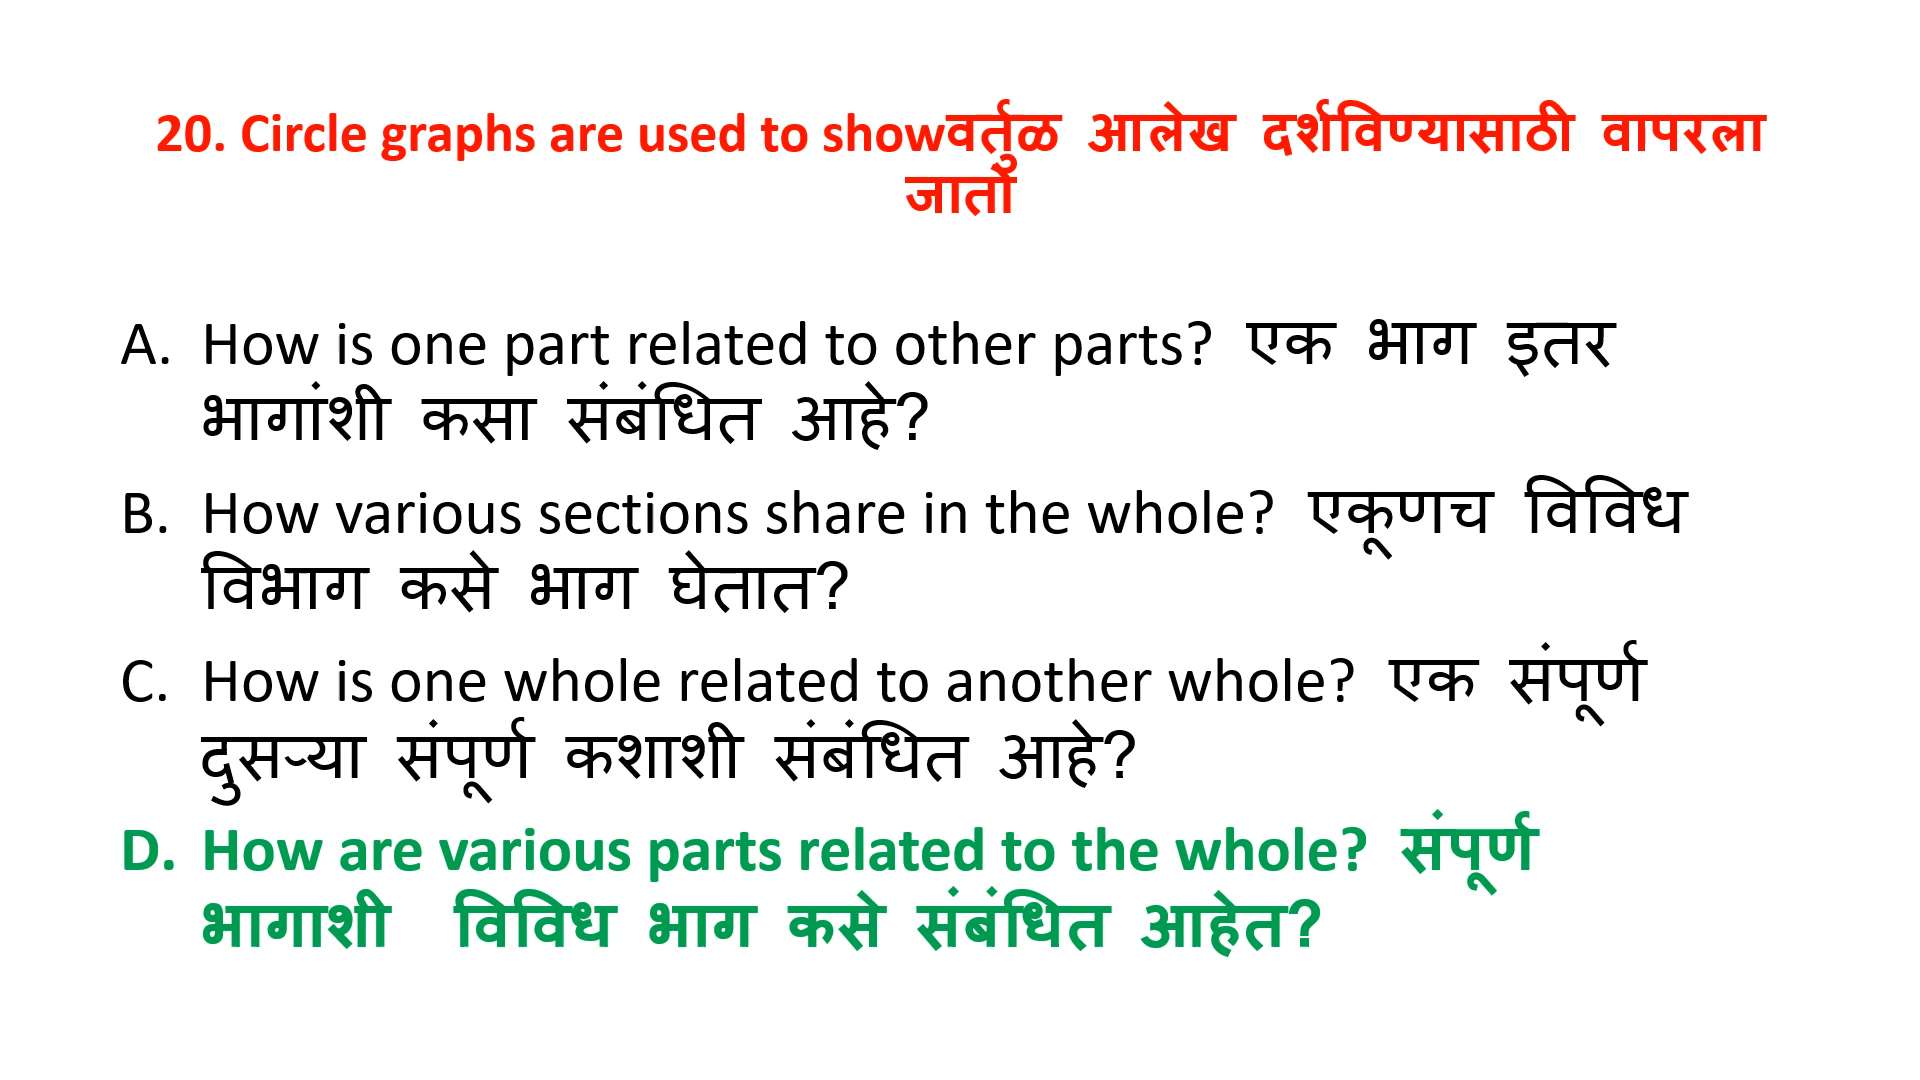 20. Circle graphs are used to showवर्तुळ आलेख दर्शविण्यासाठी वापरला
जातो
A. How is one part related to other parts? एक भाग इतर
भागांशी कसा संबंधित आहे?
B. How various sections share in the whole? एकूणच विविध
विभाग कसे भाग घेतात?
C. How is one whole related to another whole? एक संपूर्ण
दुसऱ्या संपूर्ण कशाशी संबंधित आहे?
D. How are various parts related to the whole? संपूर्ण
भागाशी विविध भाग कसे संबंधित आहेत?